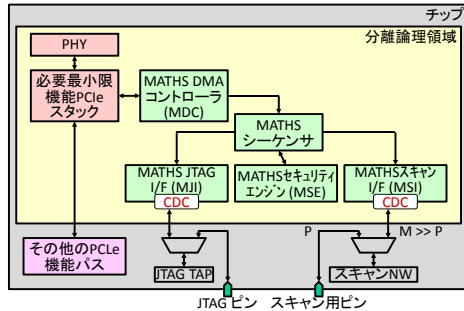 チップ
分離論理領域
PHY
必要最小限
機能PCIe
スタック
MATHS DMA
コントローラ
(MDC)
MATHS
シーケンサ
MATHS JTAG
I/F (MJI)
CDC
MATHSセキュリティ
エンジン (MSE)
MATHSスキャン
I/F (MSI)
CDC
その他のPCLe
機能パス
P
M >> P
JTAG TAP
スキャンNW
JTAG ピン
スキャン用ピン